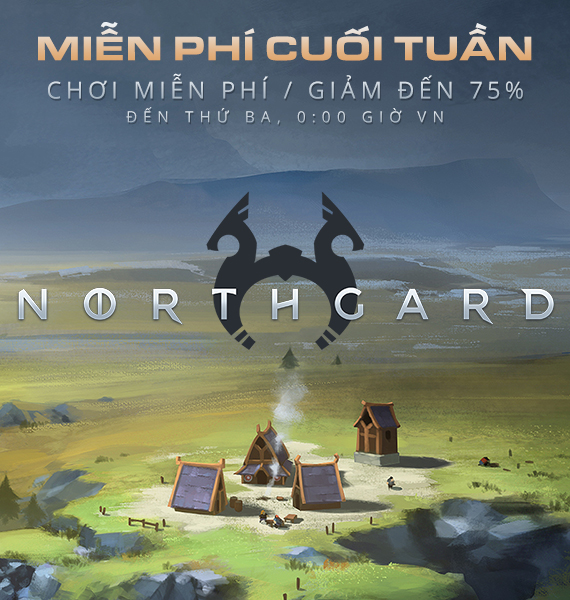 MIỄN PHÍ CUỐI TUẦN
CHƠI MIỄN PHÍ / GIẢM ĐẾN 75%
ĐẾN THỨ BA, 0:00 GIỜ VN
NORTHGARD